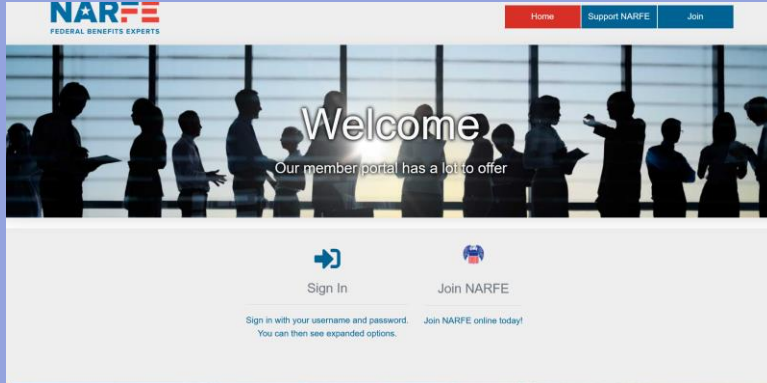 NARFE
FEDERAL BENEFITS EXPERTS
Home
Support NARFE
Join
Welcome
Our member portal has a lot to offer
Sign In
Join NARFE
Sign in with your username and password.
You can then see expanded options.
Join NARFE online today!